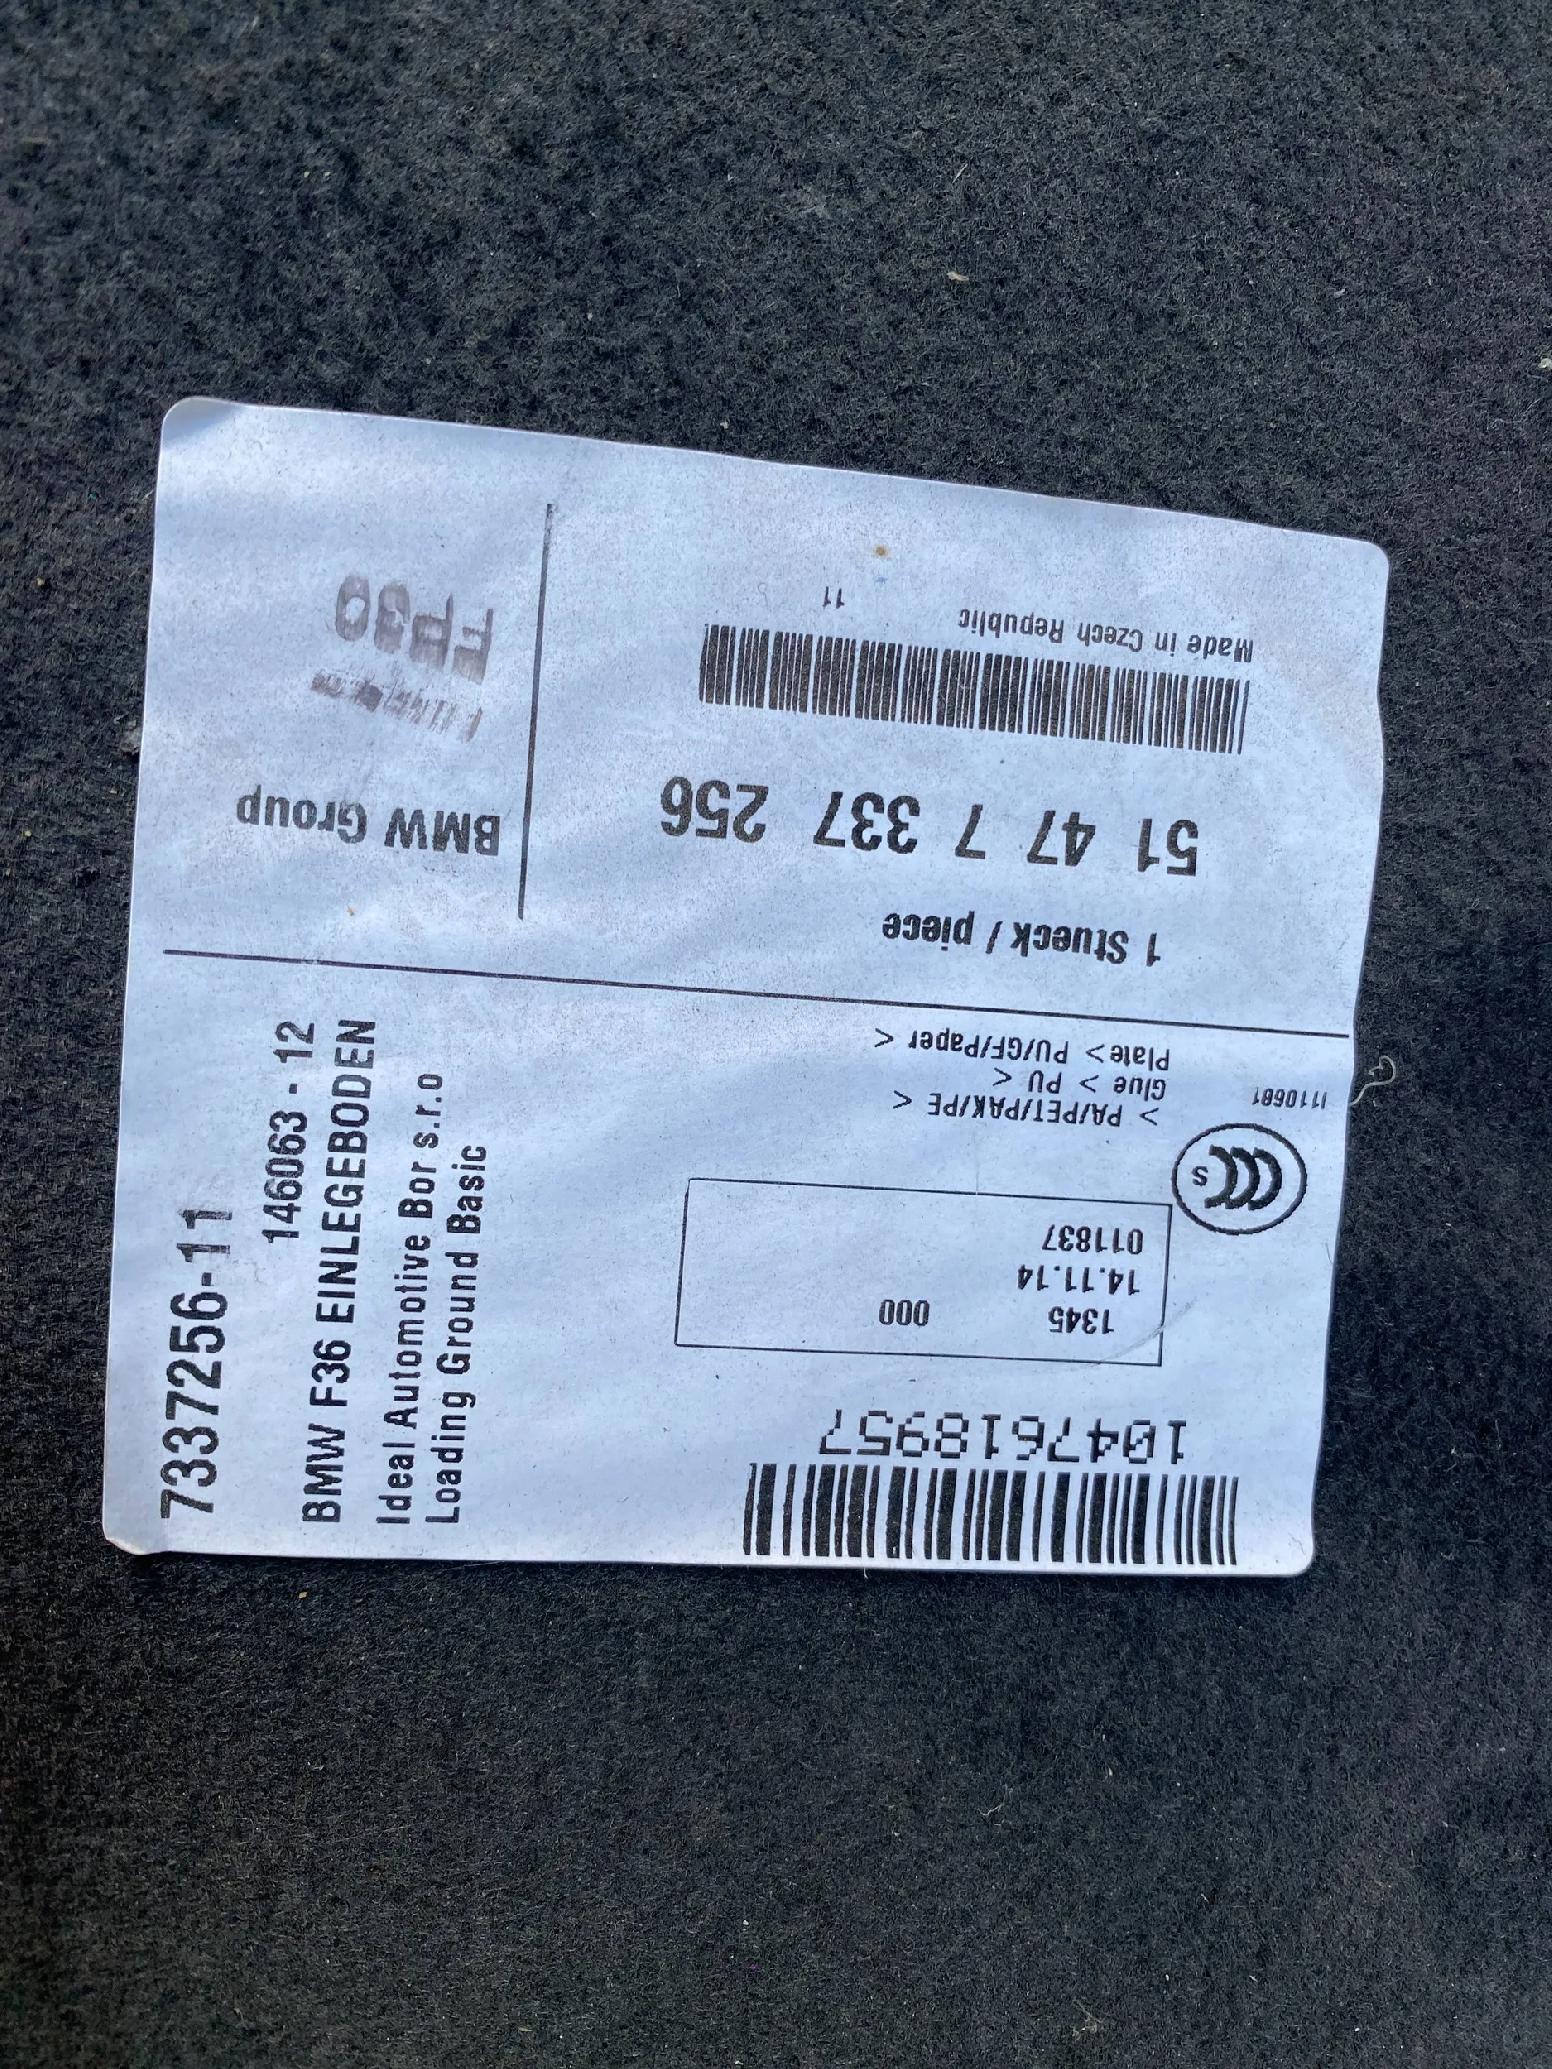 7337256-11
146063 - 12
BMW F36 EINLEGEBODEN
Ideal Automotive Bor s.r.o
Loading Ground Basic
1047618957
1345 000
14.11.14
011837
CCC S
1110681
> PA/PET/PAK/PE <
Glue > PU <
Plate > PU/GF/Paper <
1 Stueck / piece
51 47 7 337 256
Made in Czech Republic 11
BMW Group